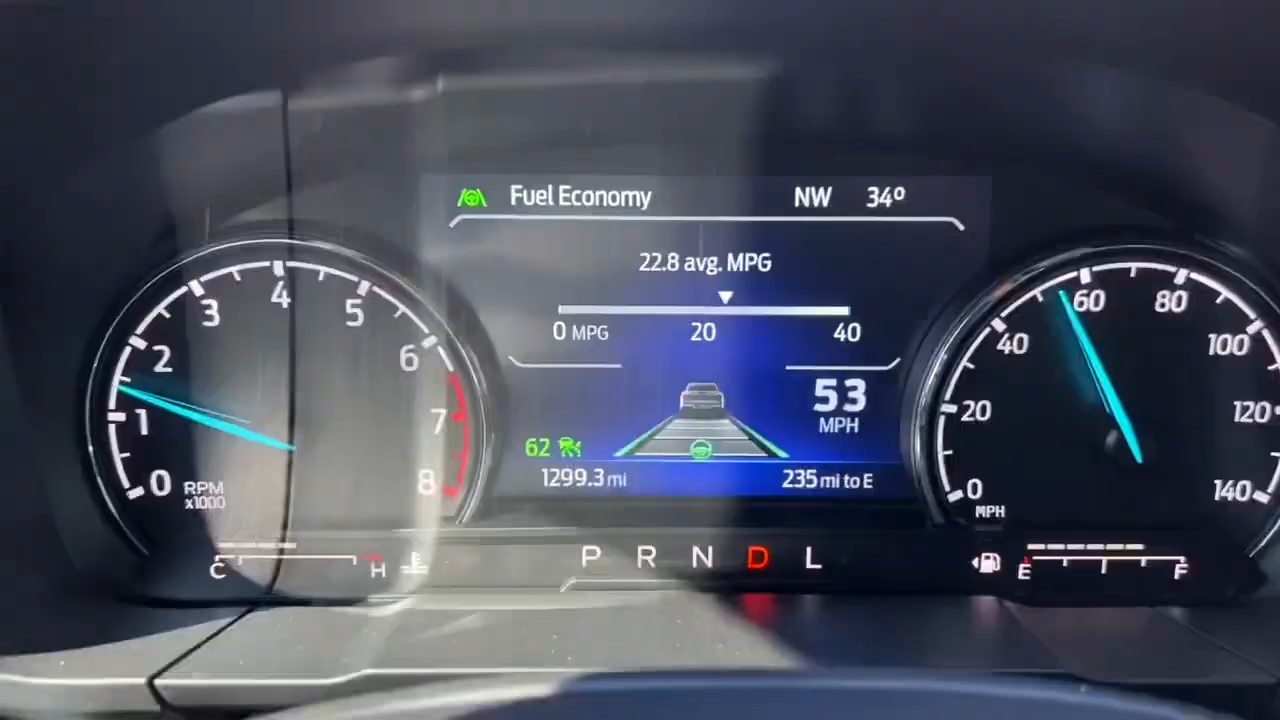 Fuel Economy NW 34º
22.8 avg. MPG
0 MPG 20 40
53
MPH
62
1299.3 mi 235 mi to E
0 1 2 3 4 5 6 7 8
RPM
x1000
0 20 40 60 80 100 120 140
MPH
C H
P R N D L
E F